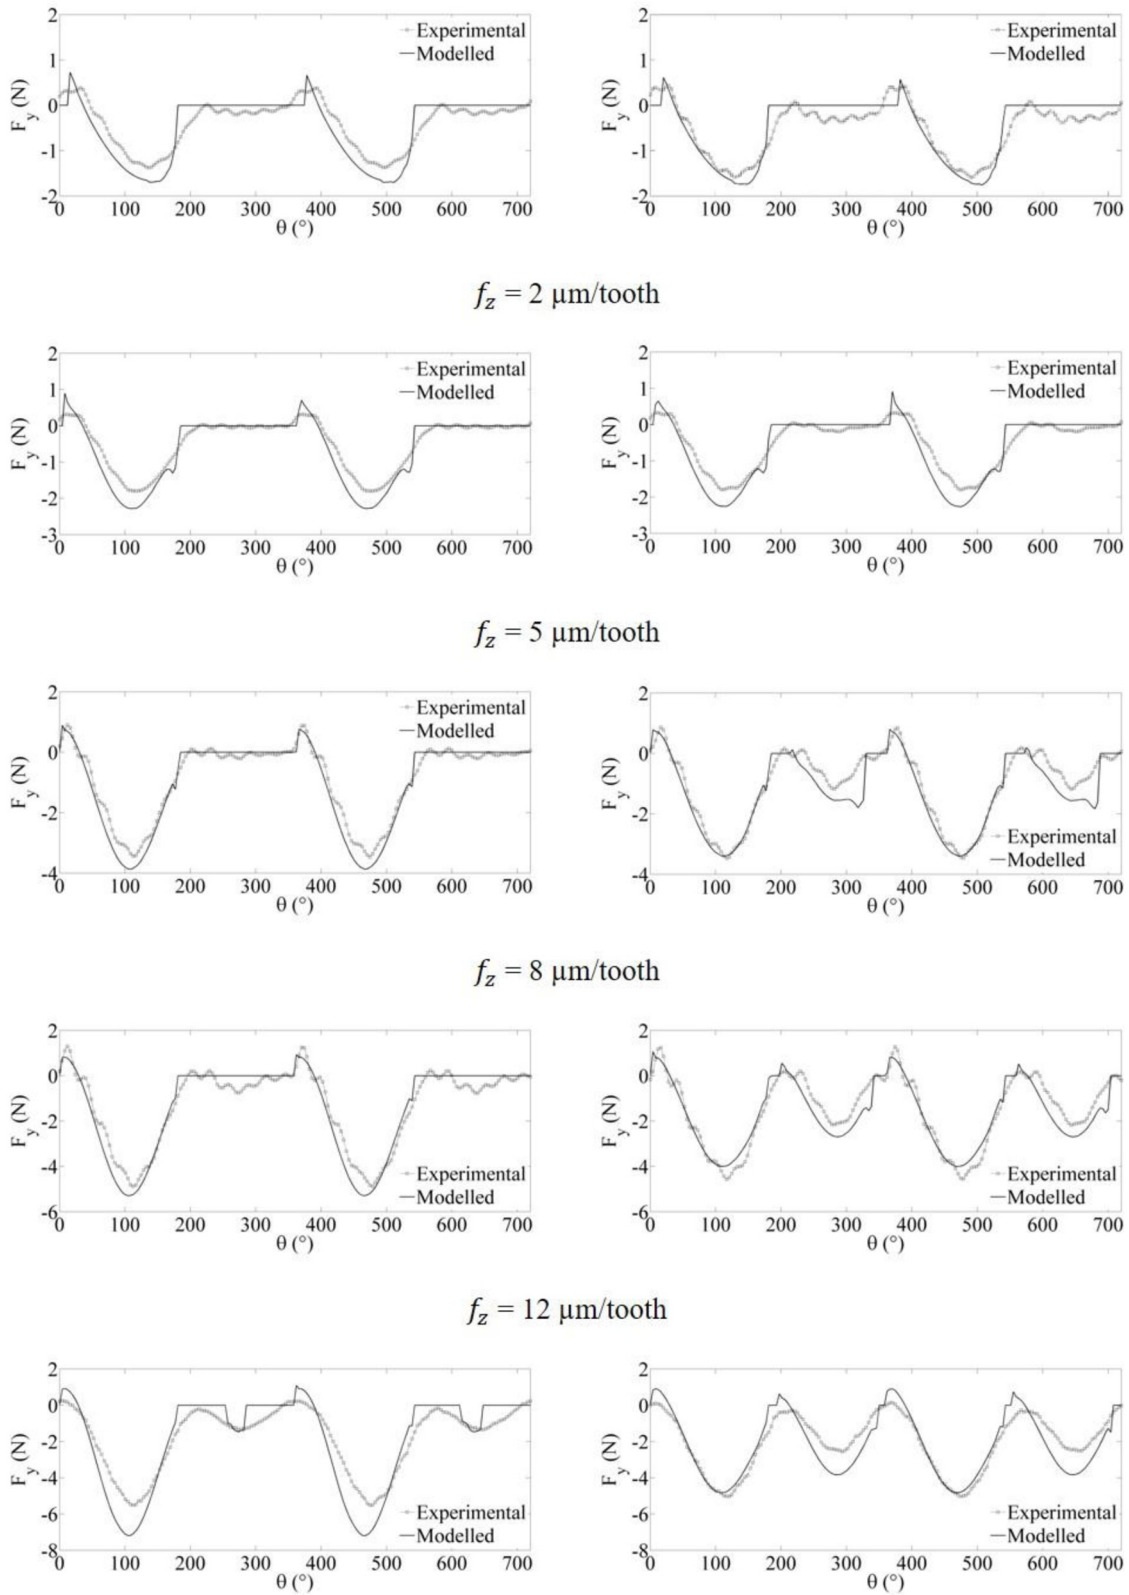 2
Experimental
Modelled
1
0
-1
-2
F_y (N)
0 100 200 300 400 500 600 700
θ (°)
2
Experimental
Modelled
1
0
-1
-2
F_y (N)
0 100 200 300 400 500 600 700
θ (°)
f_z = 2 µm/tooth
2
Experimental
Modelled
1
0
-1
-2
-3
F_y (N)
0 100 200 300 400 500 600 700
θ (°)
2
Experimental
Modelled
1
0
-1
-2
-3
F_y (N)
0 100 200 300 400 500 600 700
θ (°)
f_z = 5 µm/tooth
2
Experimental
Modelled
0
-2
-4
F_y (N)
0 100 200 300 400 500 600 700
θ (°)
2
0
-2
Experimental
Modelled
-4
F_y (N)
0 100 200 300 400 500 600 700
θ (°)
f_z = 8 µm/tooth
2
0
-2
-4
Experimental
Modelled
-6
F_y (N)
0 100 200 300 400 500 600 700
θ (°)
2
0
-2
-4
Experimental
Modelled
-6
F_y (N)
0 100 200 300 400 500 600 700
θ (°)
f_z = 12 µm/tooth
2
0
-2
-4
-6
Experimental
Modelled
-8
F_y (N)
0 100 200 300 400 500 600 700
θ (°)
2
0
-2
-4
-6
Experimental
Modelled
-8
F_y (N)
0 100 200 300 400 500 600 700
θ (°)